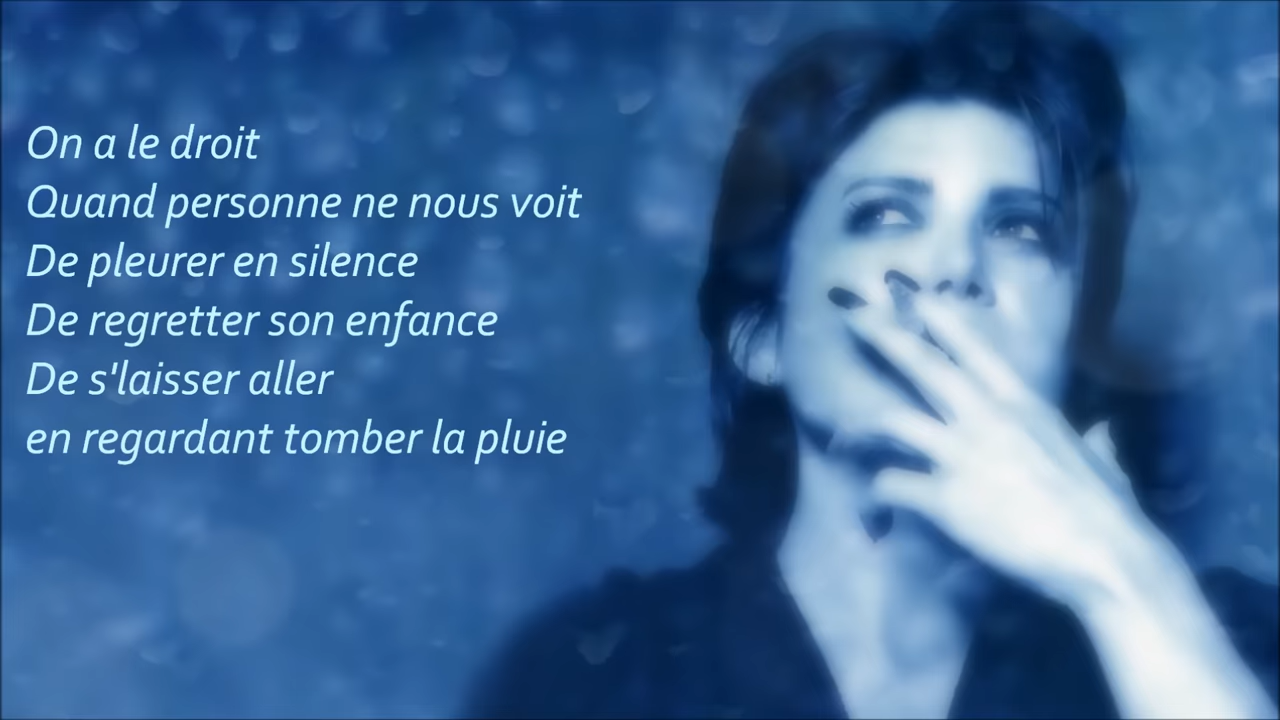 On a le droit
Quand personne ne nous voit
De pleurer en silence
De regretter son enfance
De s'laisser aller
en regardant tomber la pluie